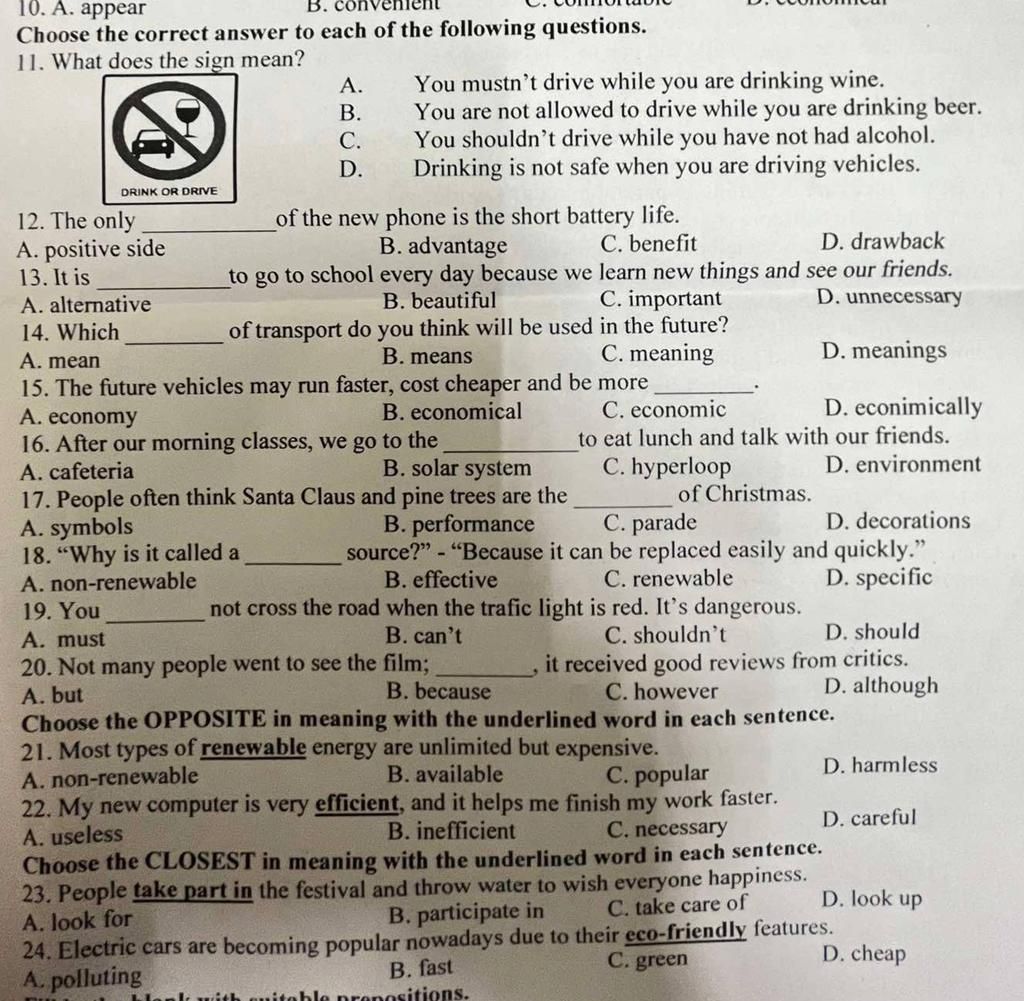 10. A. appear B. convenient
Choose the correct answer to each of the following questions.
11. What does the sign mean?
DRINK OR DRIVE
A. You mustn't drive while you are drinking wine.
B. You are not allowed to drive while you are drinking beer.
C. You shouldn't drive while you have not had alcohol.
D. Drinking is not safe when you are driving vehicles.
12. The only ____________ of the new phone is the short battery life.
A. positive side B. advantage C. benefit D. drawback
13. It is ____________ to go to school every day because we learn new things and see our friends.
A. alternative B. beautiful C. important D. unnecessary
14. Which _________ of transport do you think will be used in the future?
A. mean B. means C. meaning D. meanings
15. The future vehicles may run faster, cost cheaper and be more _________.
A. economy B. economical C. economic D. econimically
16. After our morning classes, we go to the ____________ to eat lunch and talk with our friends.
A. cafeteria B. solar system C. hyperloop D. environment
17. People often think Santa Claus and pine trees are the _________ of Christmas.
A. symbols B. performance C. parade D. decorations
18. “Why is it called a _________ source?” - “Because it can be replaced easily and quickly.”
A. non-renewable B. effective C. renewable D. specific
19. You _________ not cross the road when the trafic light is red. It's dangerous.
A. must B. can't C. shouldn't D. should
20. Not many people went to see the film; _________, it received good reviews from critics.
A. but B. because C. however D. although
Choose the OPPOSITE in meaning with the underlined word in each sentence.
21. Most types of renewable energy are unlimited but expensive.
A. non-renewable B. available C. popular D. harmless
22. My new computer is very efficient, and it helps me finish my work faster.
A. useless B. inefficient C. necessary D. careful
Choose the CLOSEST in meaning with the underlined word in each sentence.
23. People take part in the festival and throw water to wish everyone happiness.
A. look for B. participate in C. take care of D. look up
24. Electric cars are becoming popular nowadays due to their eco-friendly features.
A. polluting B. fast C. green D. cheap
with suitable prepositions.